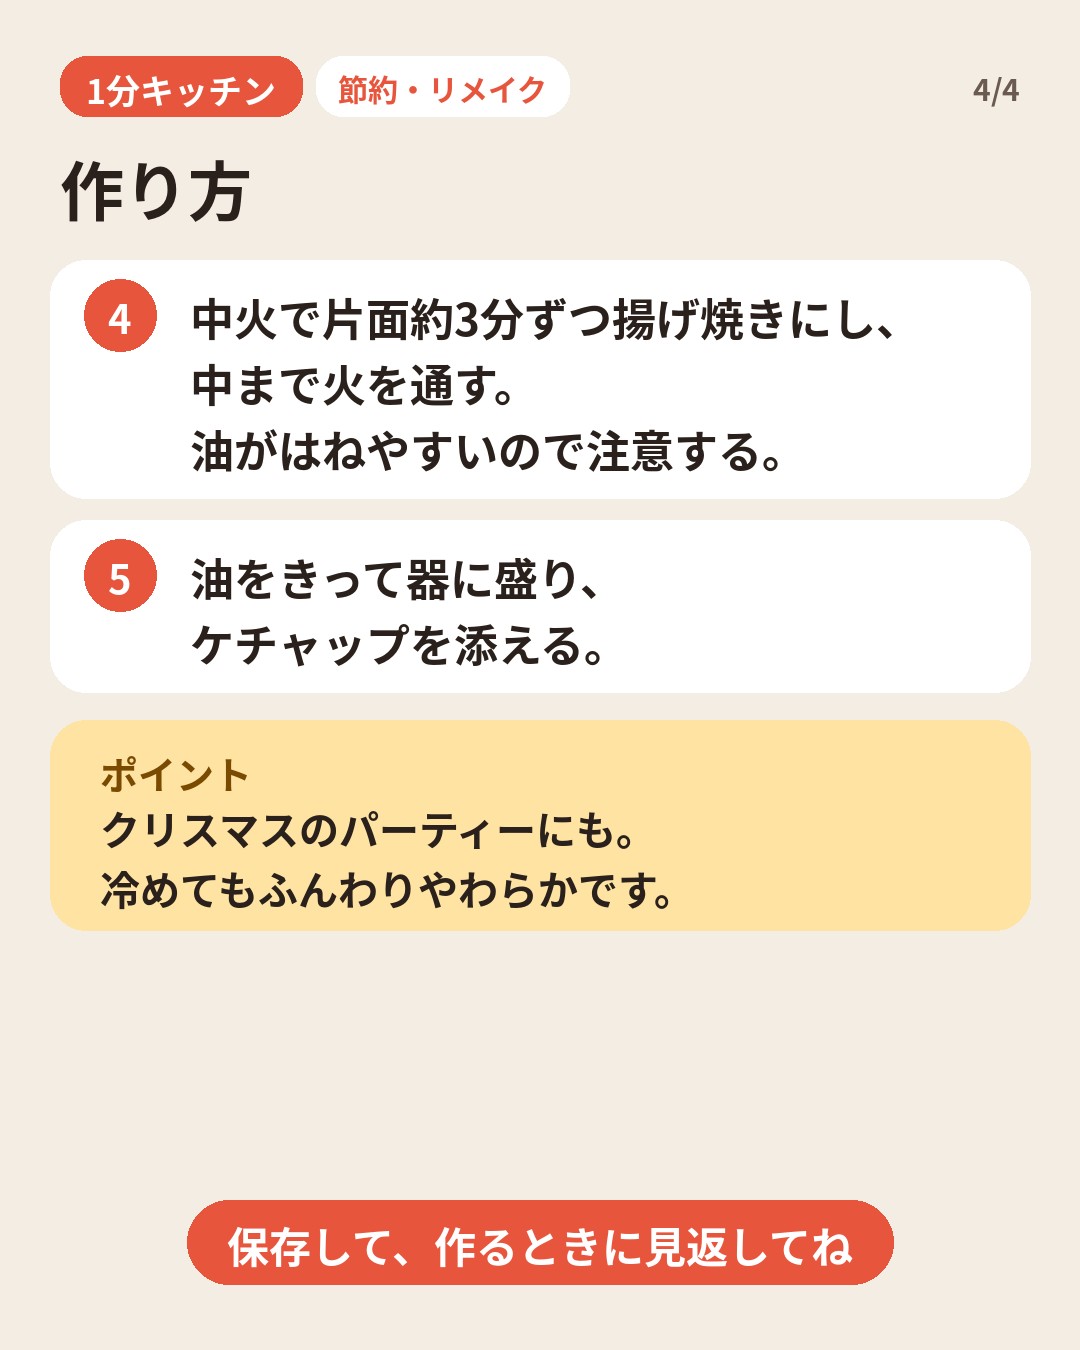 1分キッチン
節約・リメイク
4/4
作り方
4
中火で片面約3分ずつ揚げ焼きにし、
中まで火を通す。
油がはねやすいので注意する。
5
油をきって器に盛り、
ケチャップを添える。
ポイント
クリスマスのパーティーにも。
冷めてもふんわりやわらかです。
保存して、作るときに見返してね